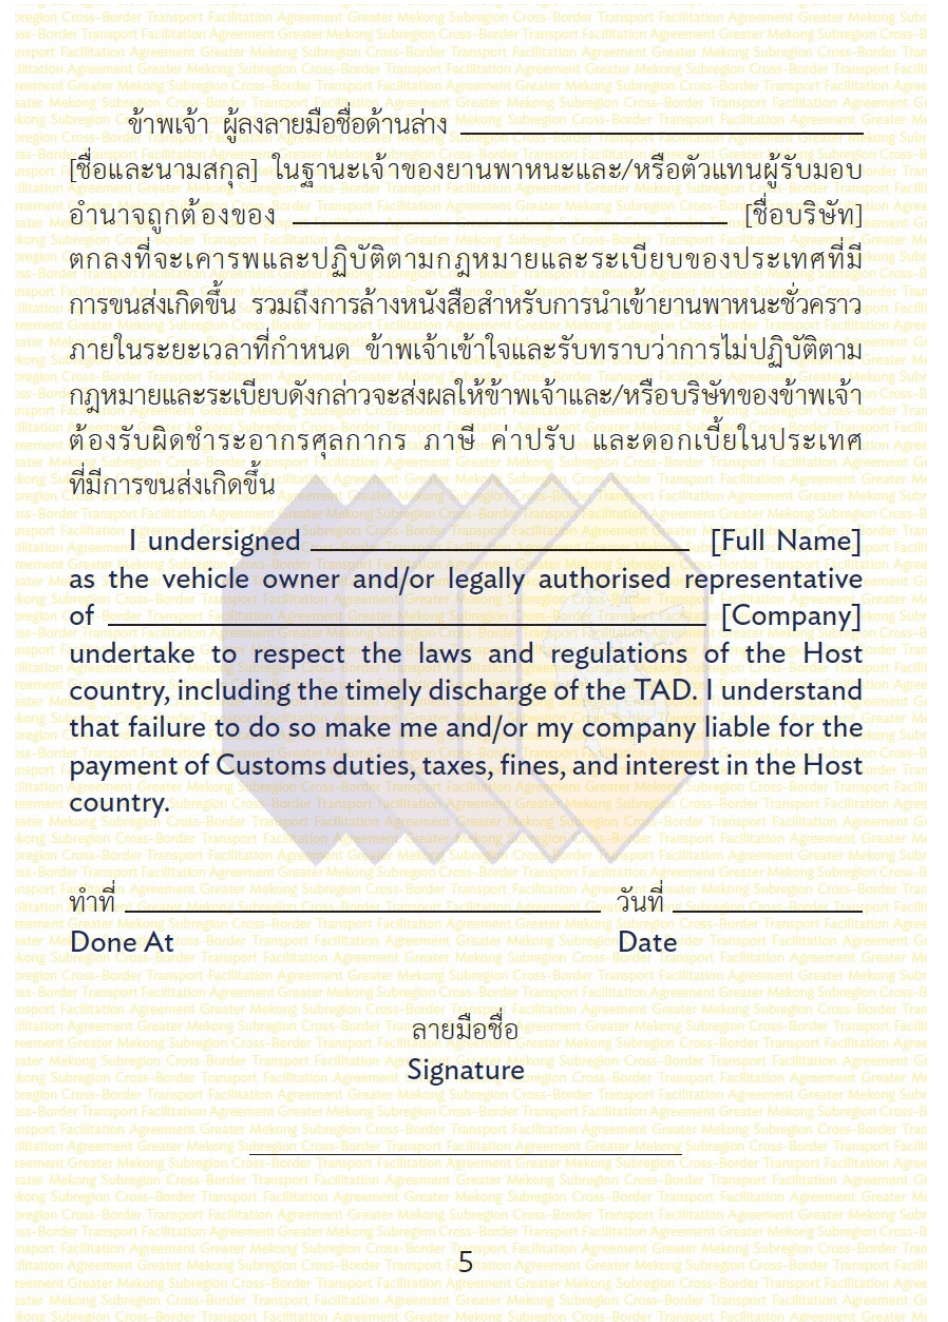 ข้าพเจ้า ผู้ลงลายมือชื่อด้านล่าง
[ชื่อและนามสกุล] ในฐานะเจ้าของยานพาหนะและ/หรือตัวแทนผู้รับมอบ
อำนาจถูกต้องของ [ชื่อบริษัท]
ตกลงที่จะเคารพและปฏิบัติตามกฎหมายและระเบียบของประเทศที่มี
การขนส่งเกิดขึ้น รวมถึงการล้างหนังสือสำหรับการนำเข้ายานพาหนะชั่วคราว
ภายในระยะเวลาที่กำหนด ข้าพเจ้าเข้าใจและรับทราบว่าการไม่ปฏิบัติตาม
กฎหมายและระเบียบดังกล่าวจะส่งผลให้ข้าพเจ้าและ/หรือบริษัทของข้าพเจ้า
ต้องรับผิดชำระอากรศุลกากร ภาษี ค่าปรับ และดอกเบี้ยในประเทศ
ที่มีการขนส่งเกิดขึ้น
I undersigned [Full Name]
as the vehicle owner and/or legally authorised representative
of [Company]
undertake to respect the laws and regulations of the Host
country, including the timely discharge of the TAD. I understand
that failure to do so make me and/or my company liable for the
payment of Customs duties, taxes, fines, and interest in the Host
country.
ทำที่ วันที่
Done At Date
ลายมือชื่อ
Signature
5